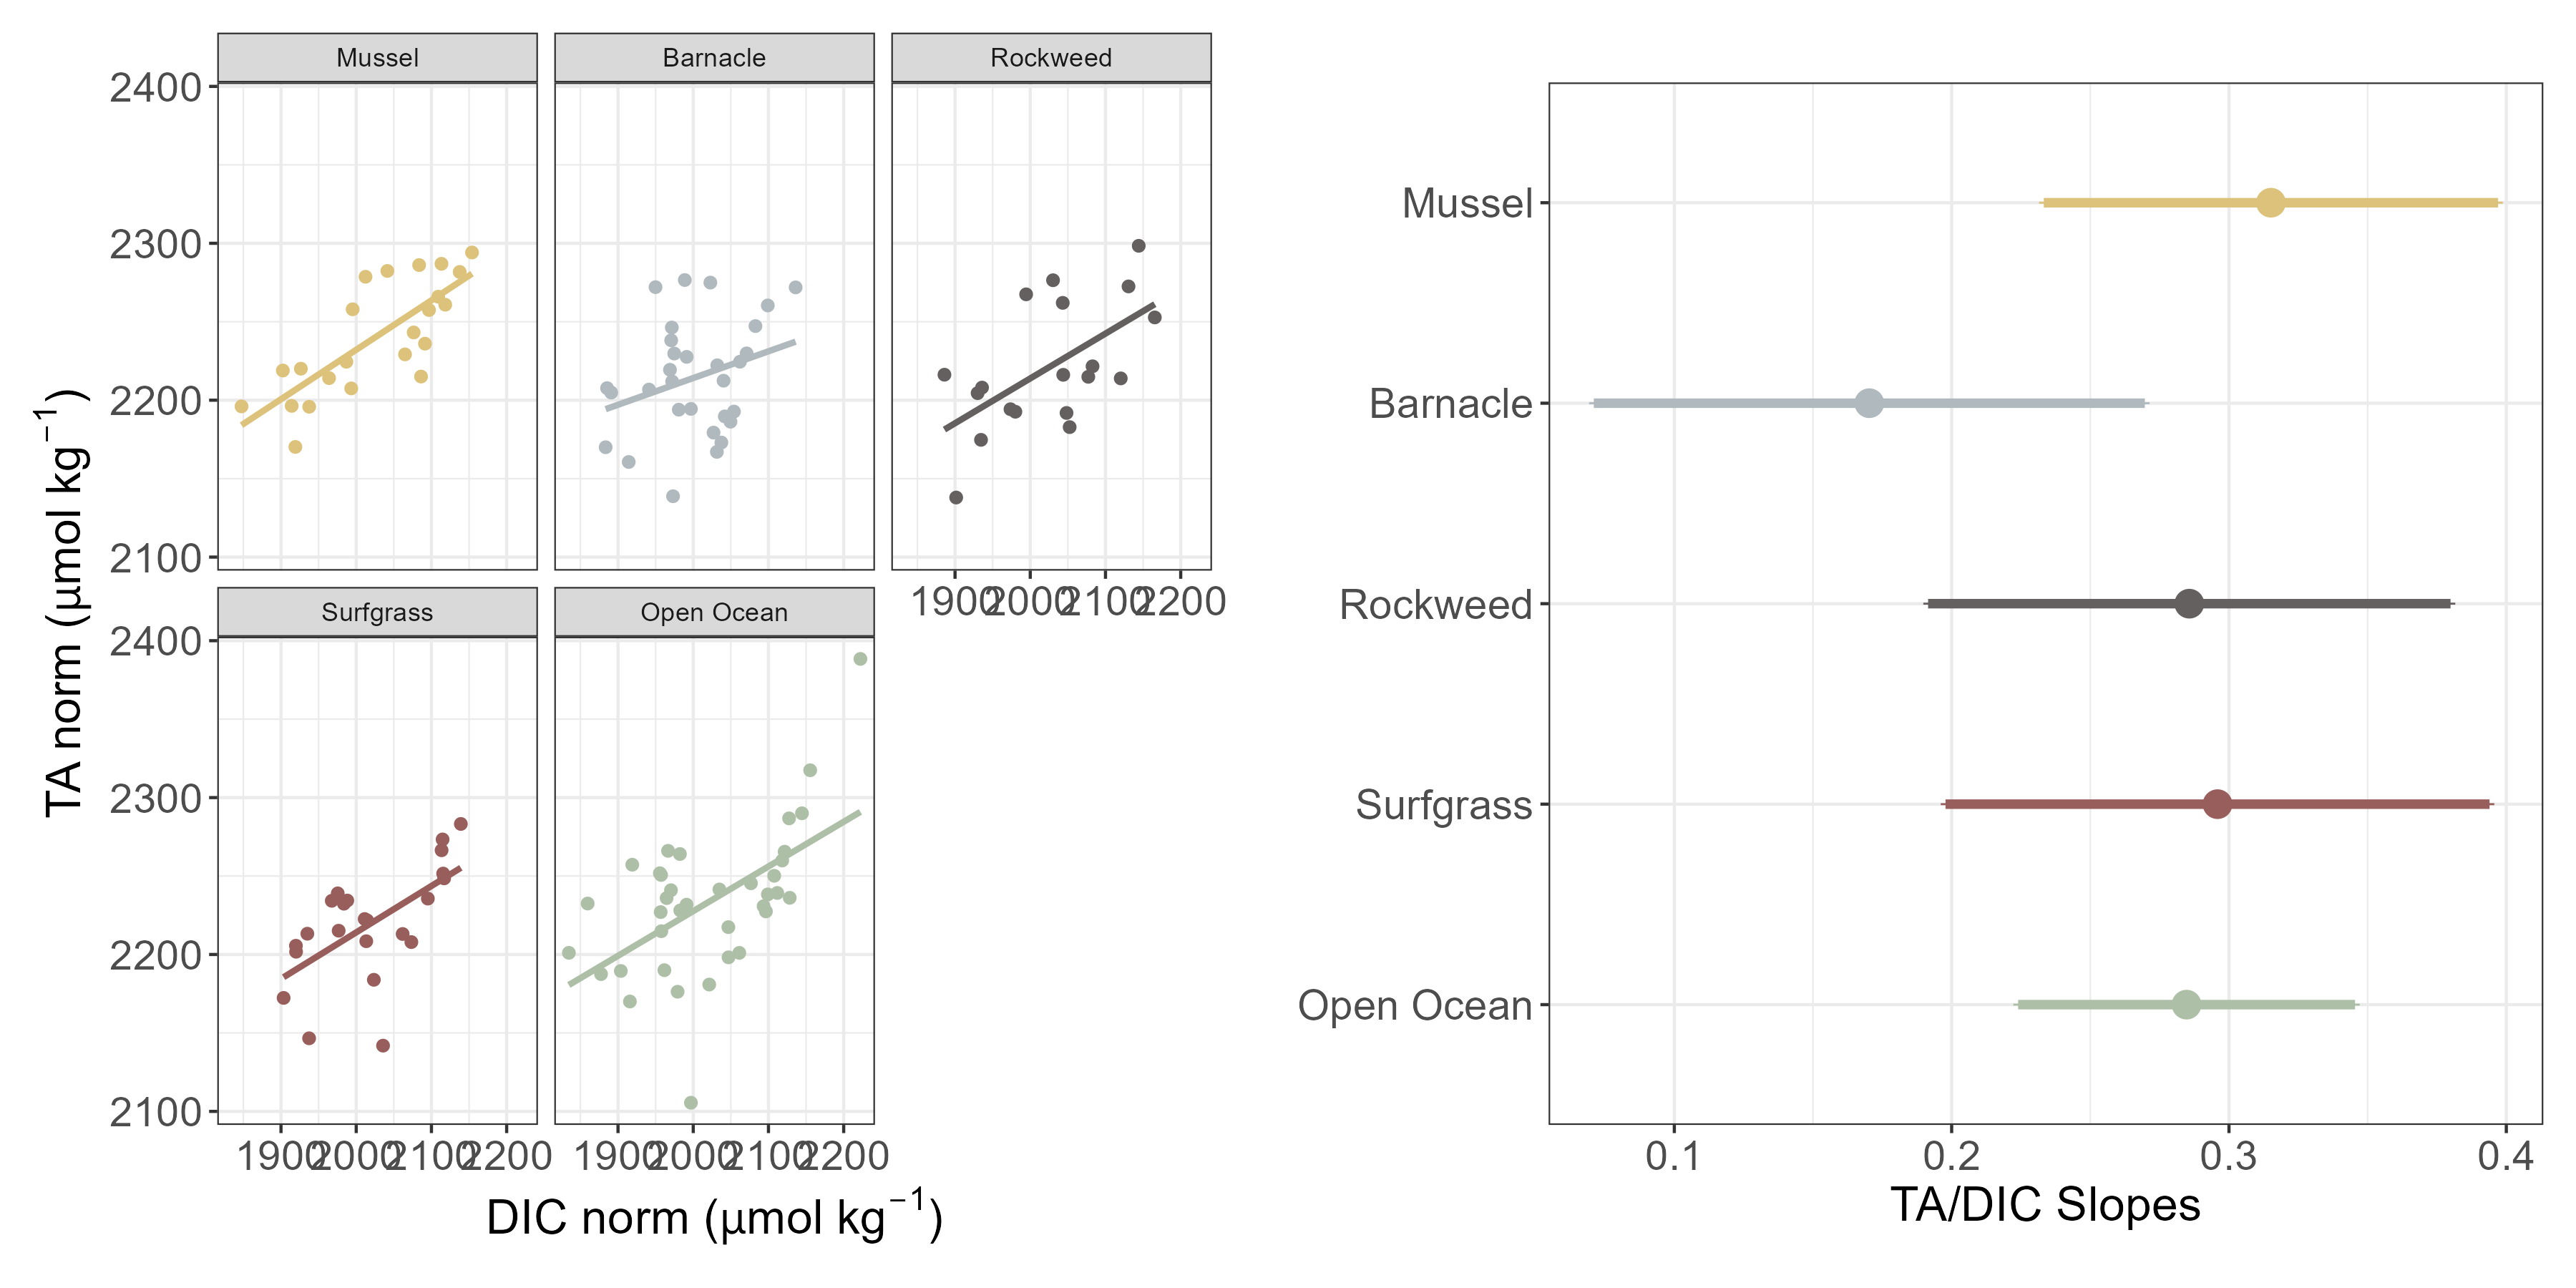 Mussel Barnacle Rockweed
2400
2300
2200
2100
1900 2000 2100 2200
Surfgrass Open Ocean
2400
2300
2200
2100
1900 2000 2100 2200 1900 2000 2100 2200
TA norm (µmol kg⁻¹)
DIC norm (µmol kg⁻¹)
Mussel
Barnacle
Rockweed
Surfgrass
Open Ocean
0.1 0.2 0.3 0.4
TA/DIC Slopes